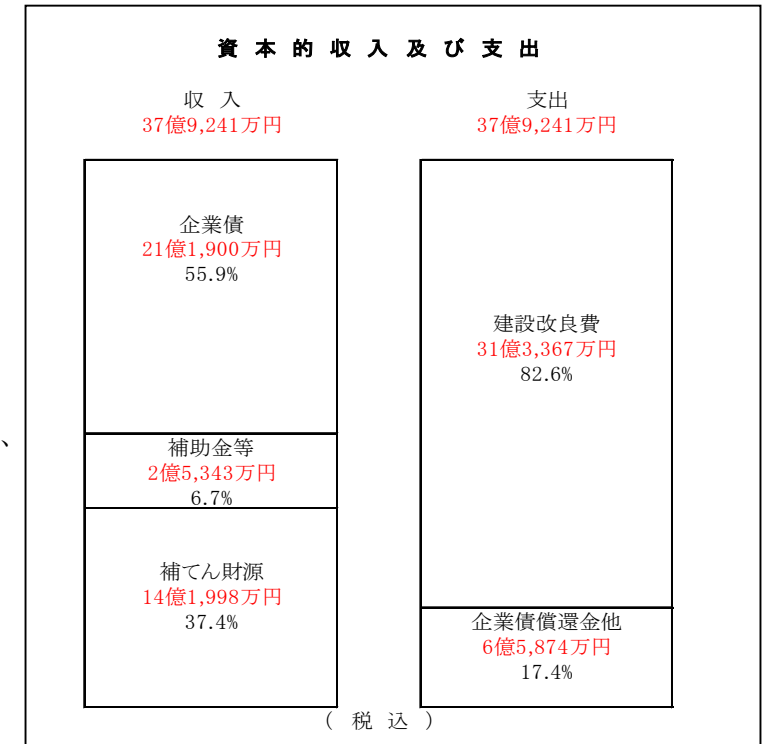 資本的収入及び支出
収 入
37億9,241万円
企業債
21億1,900万円
55.9%
補助金等
2億5,343万円
6.7%
補てん財源
14億1,998万円
37.4%
支出
37億9,241万円
建設改良費
31億3,367万円
82.6%
企業債償還金他
6億5,874万円
17.4%
( 税 込 )
、